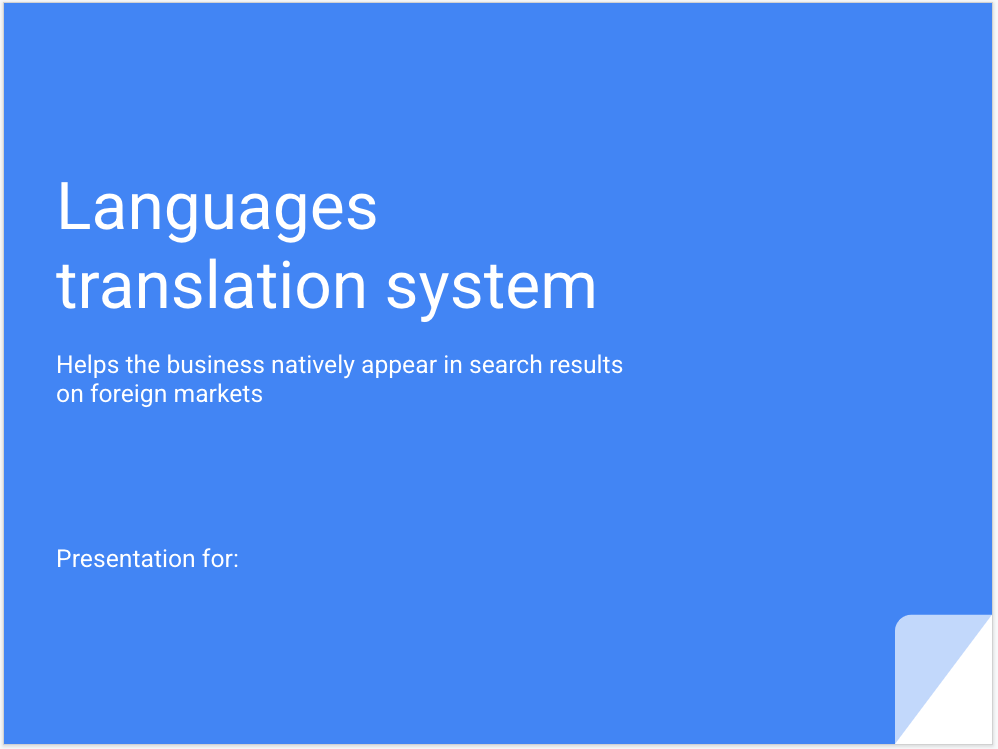 Languages
translation system
Helps the business natively appear in search results
on foreign markets
Presentation for: